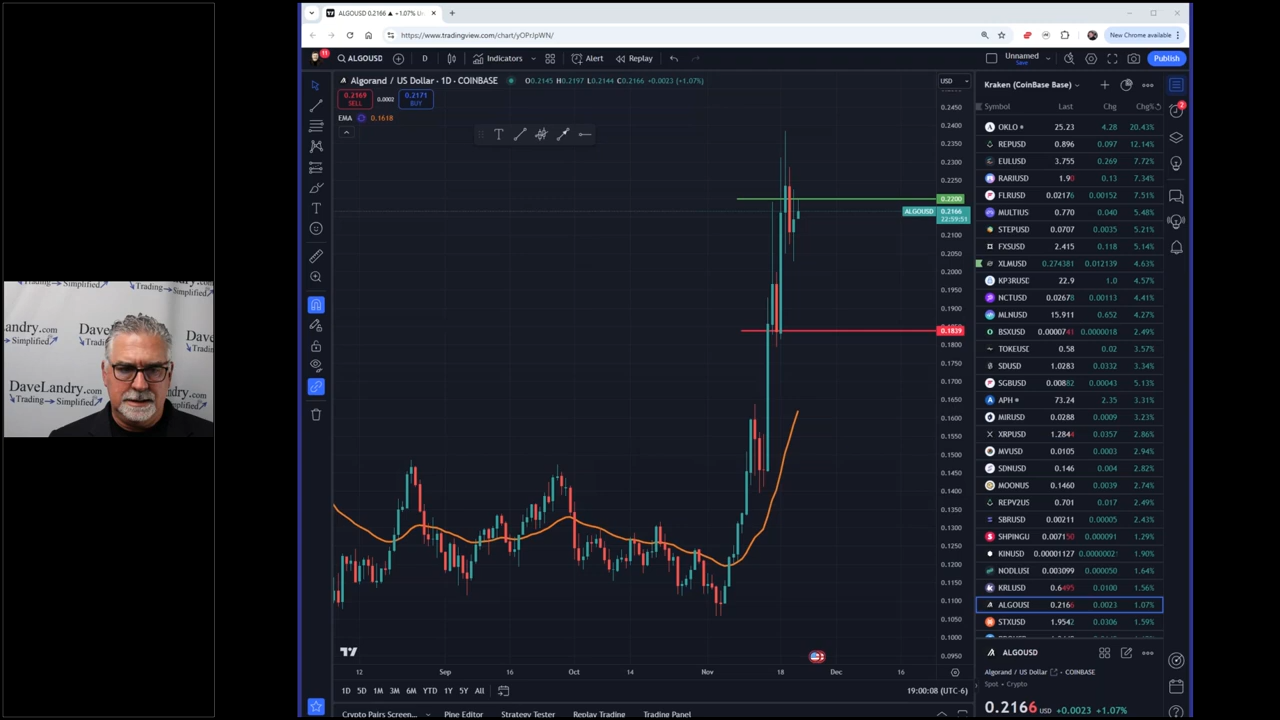 ALGOUSD 0.2166 ▲ +1.07% U
https://www.tradingview.com/chart/yOPrJpWN/
New Chrome available
ALGOUSD
D
Indicators
Alert
Replay
Unnamed
Save
Publish
Algorand / US Dollar · 1D · COINBASE
O0.2145 H0.2197 L0.2144 C0.2166 +0.0023 (+1.07%)
USD
0.2169
SELL
0.0002
0.2171
BUY
EMA 0.1618
0.2450
0.2400
0.2350
0.2300
0.2250
0.2200
ALGOUSD 0.2166
22:59:51
0.2100
0.2050
0.2000
0.1950
0.1900
0.1839
0.1800
0.1750
0.1700
0.1650
0.1600
0.1550
0.1500
0.1450
0.1400
0.1350
0.1300
0.1250
0.1200
0.1150
0.1100
0.1050
0.1000
0.0950
12 Sep 16 Oct 14 Nov 18 Dec 16
1D 5D 1M 3M 6M YTD 1Y 5Y All
19:00:08 (UTC-6)
Crypto Pairs Screen...
Pine Editor
Strategy Tester
Replay Trading
Trading Panel
Kraken (CoinBase Base)
Symbol Last Chg Chg%
OKLO 25.23 4.28 20.43%
REPUSD 0.896 0.097 12.14%
EULUSD 3.755 0.269 7.72%
RARIUSD 1.90 0.13 7.34%
FLRUSD 0.02176 0.00152 7.51%
MULTIUS 0.770 0.040 5.48%
STEPUSD 0.0707 0.0035 5.21%
FXSUSD 2.415 0.118 5.14%
XLMUSD 0.274381 0.012139 4.63%
KP3RUSD 22.9 1.0 4.57%
NCTUSD 0.02678 0.00113 4.41%
MLNUSD 15.911 0.652 4.27%
BSXUSD 0.0000741 0.0000018 2.49%
TOKEUSD 0.58 0.02 3.57%
SDUSD 1.0283 0.0332 3.34%
SGBUSD 0.00882 0.00043 5.13%
APH 73.24 2.35 3.31%
MIRUSD 0.0288 0.0009 3.23%
XRPUSD 1.2844 0.0357 2.86%
MVUSD 0.0105 0.0003 2.94%
SDNUSD 0.146 0.004 2.82%
MOONUS 0.1460 0.0039 2.74%
REPV2US 0.701 0.017 2.49%
SBRUSD 0.00211 0.00005 2.43%
SHPINGU 0.007150 0.000091 1.29%
KINUSD 0.00001127 0.0000002 1.90%
NODLUSI 0.003099 0.000050 1.64%
KRLUSD 0.6495 0.0100 1.56%
ALGOUSI 0.2166 0.0023 1.07%
STXUSD 1.9542 0.0306 1.59%
ALGOUSD
Algorand / US Dollar · COINBASE
Spot · Crypto
0.2166 USD +0.0023 +1.07%
DaveLandry.com
Trading Simplified